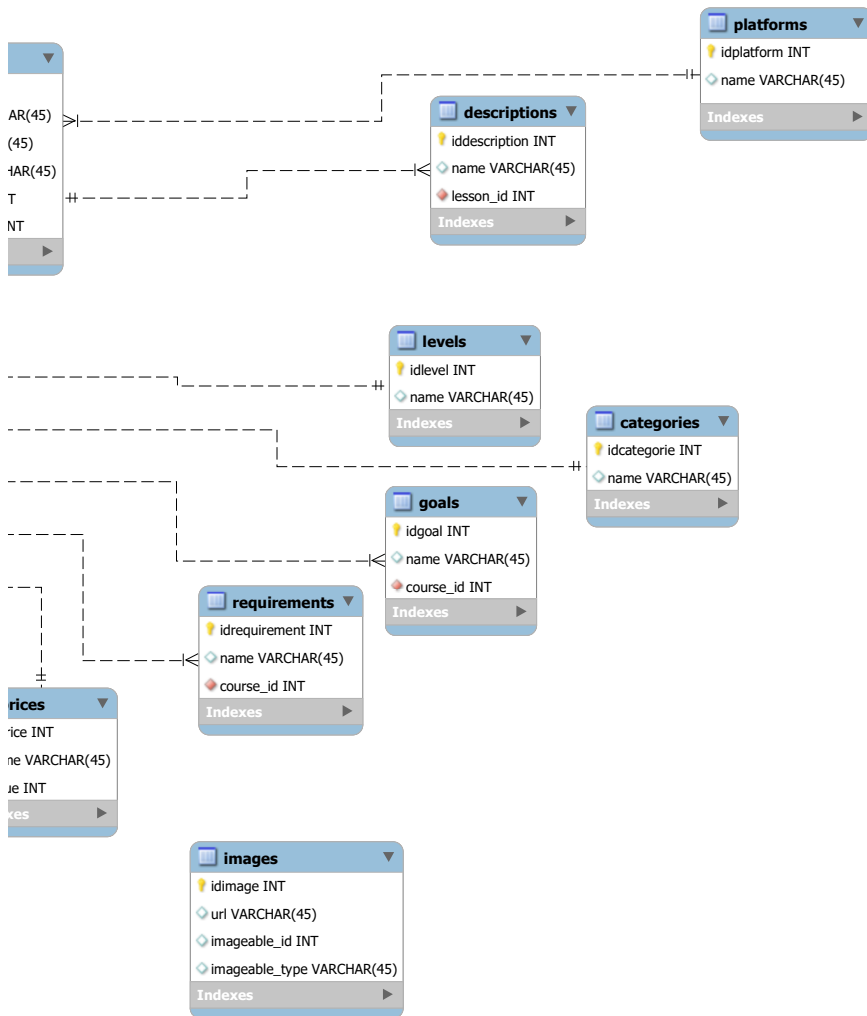 platforms
idplatform INT
name VARCHAR(45)
Indexes
AR(45)
(45)
HAR(45)
T
NT
descriptions
iddescription INT
name VARCHAR(45)
lesson_id INT
Indexes
levels
idlevel INT
name VARCHAR(45)
Indexes
categories
idcategorie INT
name VARCHAR(45)
Indexes
goals
idgoal INT
name VARCHAR(45)
course_id INT
Indexes
requirements
idrequirement INT
name VARCHAR(45)
course_id INT
Indexes
rices
rice INT
me VARCHAR(45)
ue INT
xes
images
idimage INT
url VARCHAR(45)
imageable_id INT
imageable_type VARCHAR(45)
Indexes